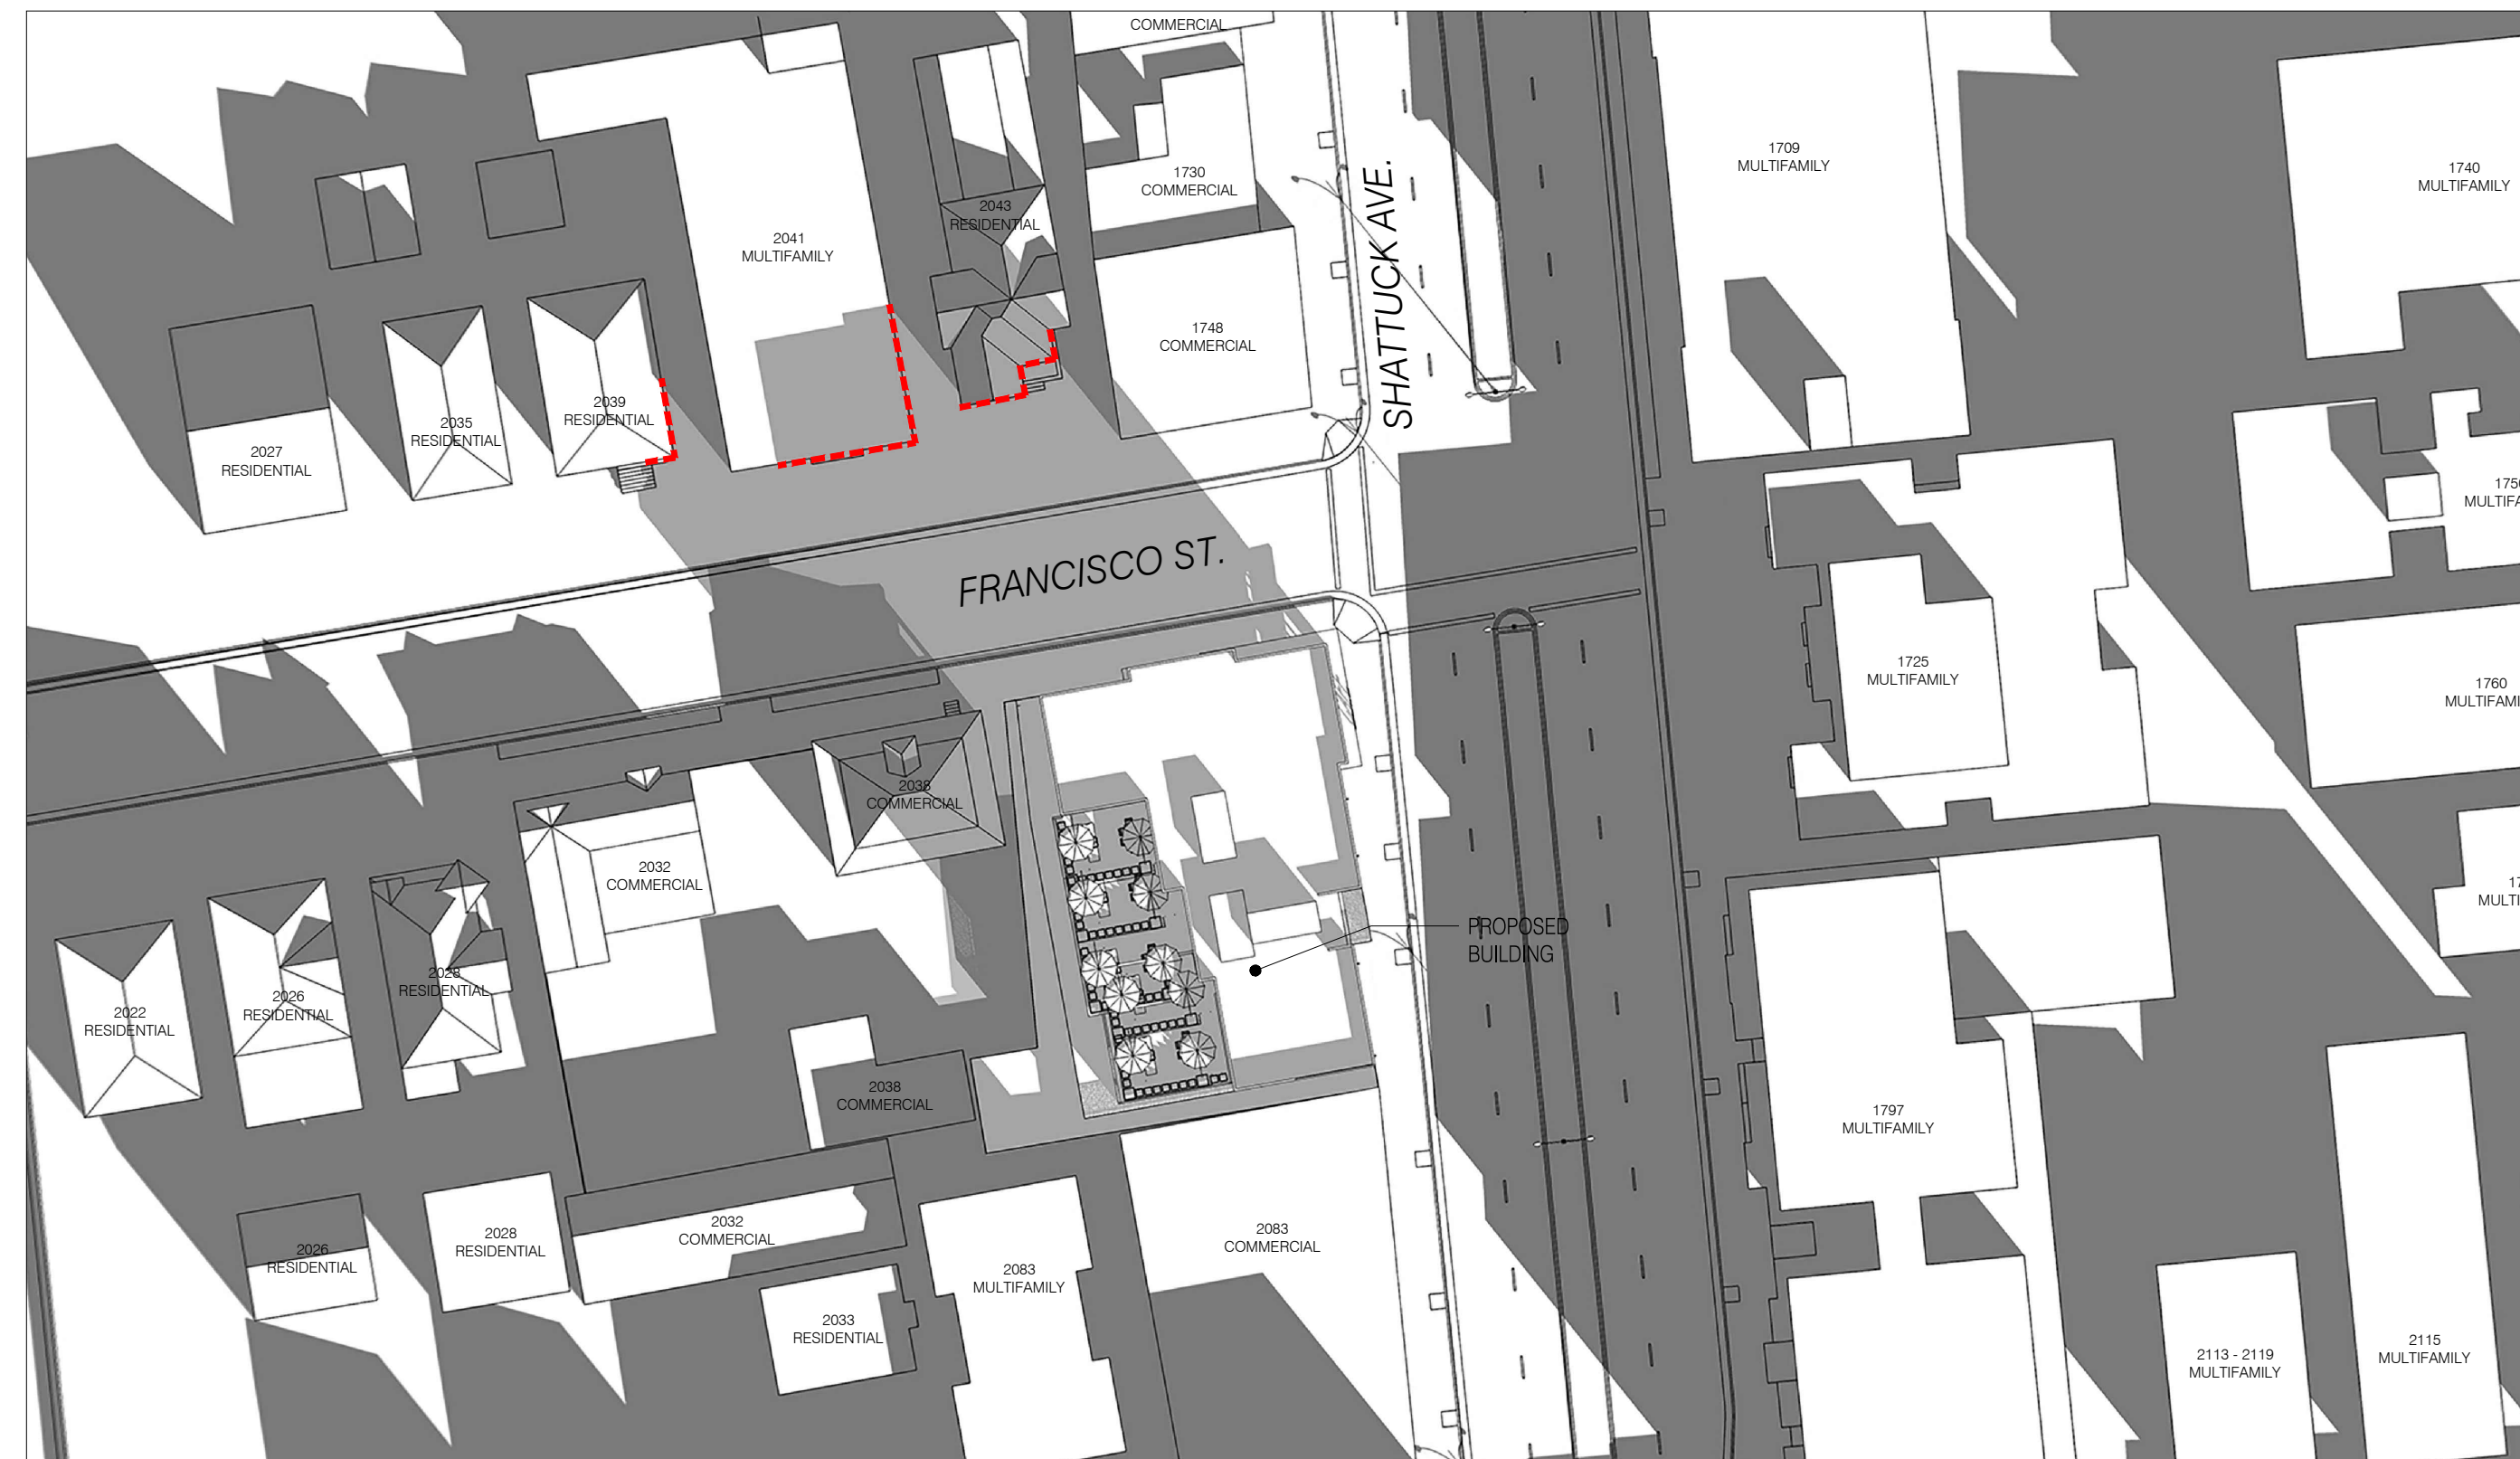 COMMERCIAL
1709
MULTIFAMILY
1740
MULTIFAMILY
1730
COMMERCIAL
2043
RESIDENTIAL
2041
MULTIFAMILY
SHATTUCK AVE.
1748
COMMERCIAL
2039
RESIDENTIAL
2035
RESIDENTIAL
2027
RESIDENTIAL
FRANCISCO ST.
1725
MULTIFAMILY
1760
2036
COMMERCIAL
2032
COMMERCIAL
PROPOSED
BUILDING
2028
RESIDENTIAL
2026
RESIDENTIAL
2022
RESIDENTIAL
2038
COMMERCIAL
1797
MULTIFAMILY
2032
COMMERCIAL
2028
RESIDENTIAL
2026
RESIDENTIAL
2083
COMMERCIAL
2083
MULTIFAMILY
2033
RESIDENTIAL
2113 - 2119
MULTIFAMILY
2115
MULTIFAMILY